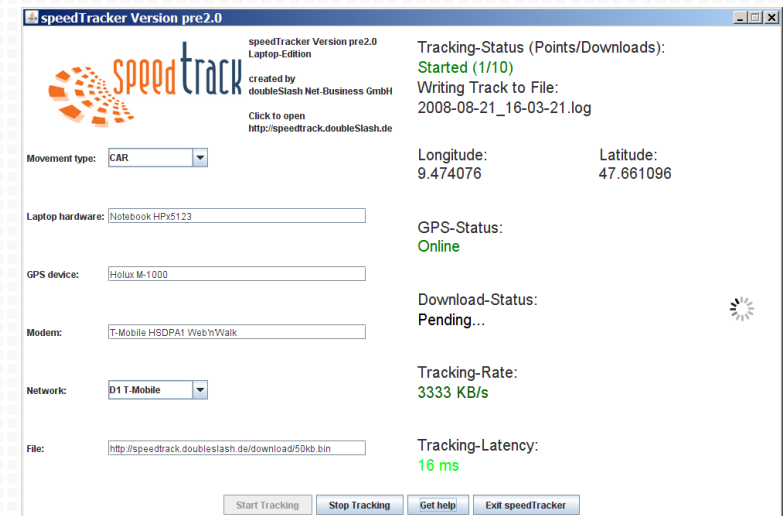 speedTracker Version pre2.0
speed track
speedTracker Version pre2.0
Laptop-Edition
created by
doubleSlash Net-Business GmbH
Click to open
http://speedtrack.doubleSlash.de
Movement type: CAR
Laptop hardware: Notebook HPx5123
GPS device: Holux M-1000
Modem: T-Mobile HSDPA1 Web'n'Walk
Network: D1 T-Mobile
File: http://speedtrack.doubleslash.de/download/50kb.bin
Tracking-Status (Points/Downloads):
Started (1/10)
Writing Track to File:
2008-08-21_16-03-21.log
Longitude: Latitude:
9.474076 47.661096
GPS-Status:
Online
Download-Status:
Pending...
Tracking-Rate:
3333 KB/s
Tracking-Latency:
16 ms
Start Tracking Stop Tracking Get help Exit speedTracker